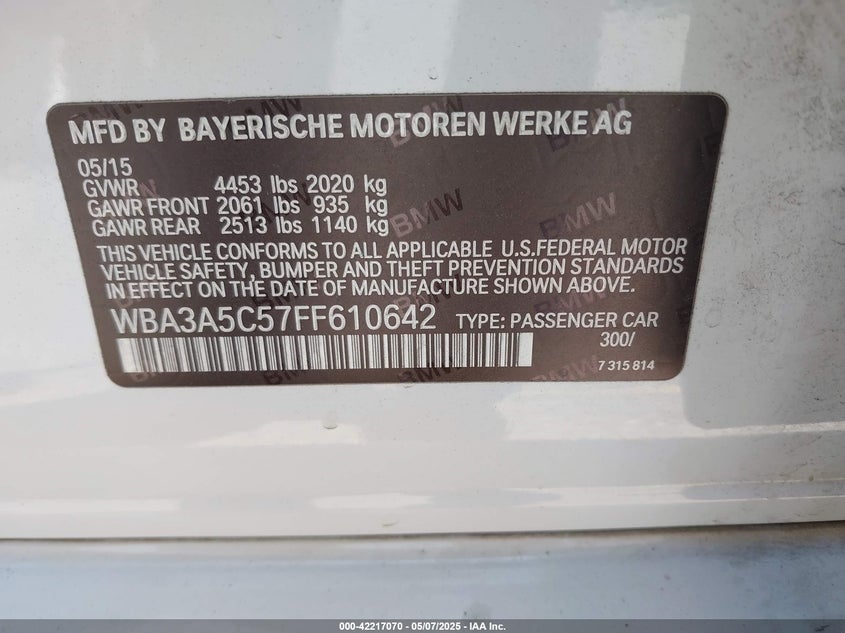 MFD BY BAYERISCHE MOTOREN WERKE AG
05/15
GVWR 4453 lbs 2020 kg
GAWR FRONT 2061 lbs 935 kg
GAWR REAR 2513 lbs 1140 kg
THIS VEHICLE CONFORMS TO ALL APPLICABLE U.S.FEDERAL MOTOR
VEHICLE SAFETY, BUMPER AND THEFT PREVENTION STANDARDS
IN EFFECT ON THE DATE OF MANUFACTURE SHOWN ABOVE.
WBA3A5C57FF610642 TYPE: PASSENGER CAR
300/
7 315 814
000-42217070 - 05/07/2025 - IAA Inc.